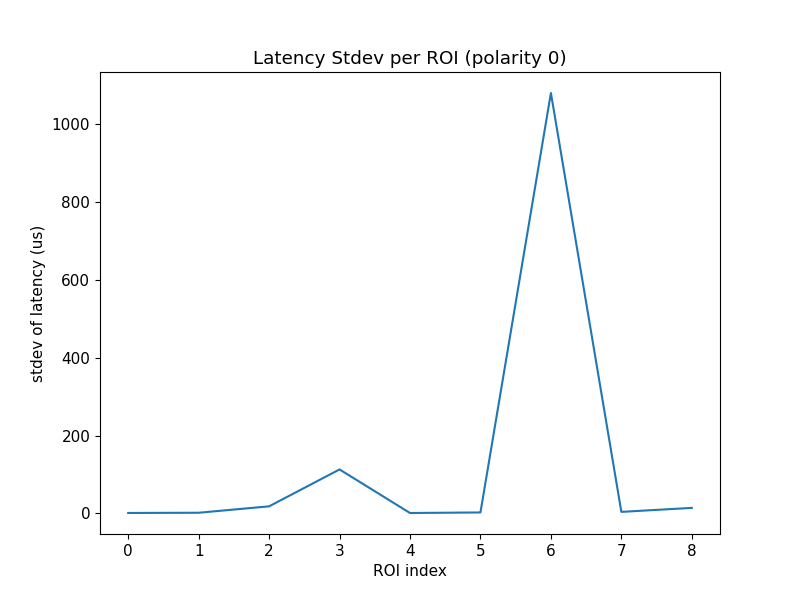 Latency Stdev per ROI (polarity 0)
1000
800
600
400
200
0
stdev of latency (us)
0 1 2 3 4 5 6 7 8
ROI index